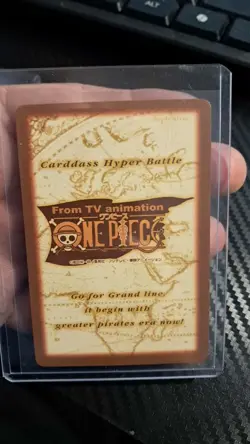 Carddass Hyper Battle
From TV animation
ワンピース
ONE PIECE
Go for Grand line,
it begin with
greater pirates era now!